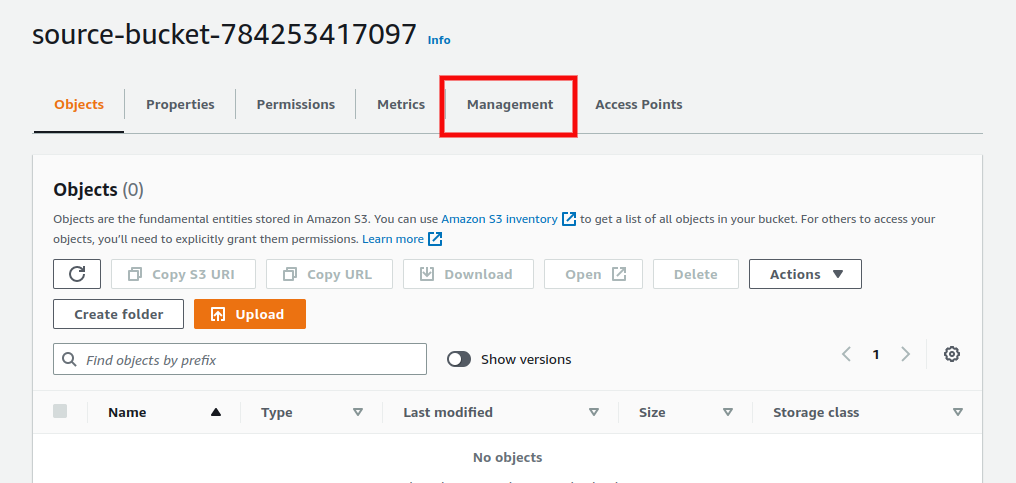 source-bucket-784253417097 Info
Objects Properties Permissions Metrics Management Access Points
Objects (0)
Objects are the fundamental entities stored in Amazon S3. You can use Amazon S3 inventory to get a list of all objects in your bucket. For others to access your
objects, you'll need to explicitly grant them permissions. Learn more
Copy S3 URI Copy URL Download Open Delete Actions
Create folder Upload
Find objects by prefix Show versions 1
Name Type Last modified Size Storage class
No objects